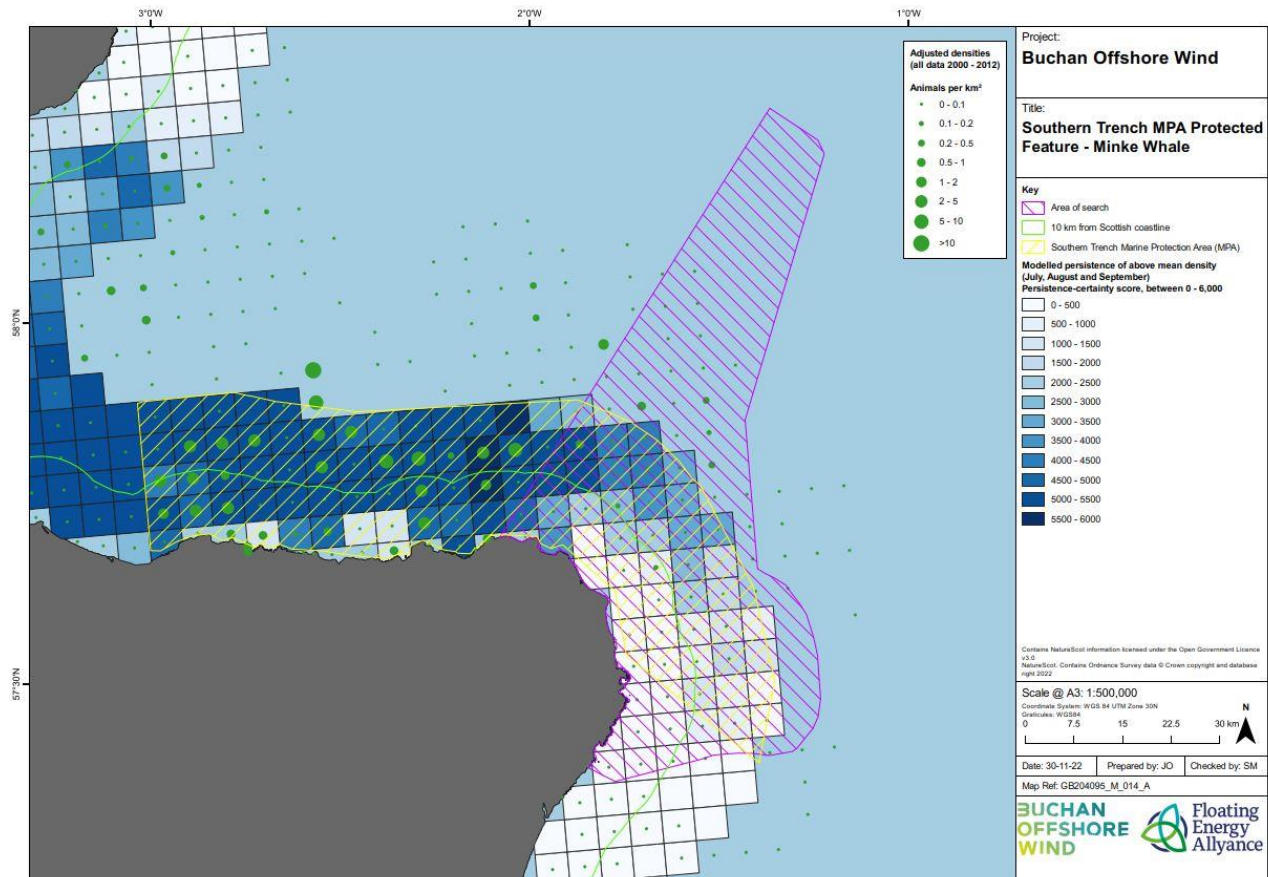 3°0'W
2°0'W
1°0'W
58°0'N
57°30'N
Adjusted densities
(all data 2000 - 2012)
Animals per km²
0 - 0.1
0.1 - 0.2
0.2 - 0.5
0.5 - 1
1 - 2
2 - 5
5 - 10
>10
Project:
Buchan Offshore Wind
Title:
Southern Trench MPA Protected
Feature - Minke Whale
Key
Area of search
10 km from Scottish coastline
Southern Trench Marine Protection Area (MPA)
Modelled persistence of above mean density
(July, August and September)
Persistence-certainty score, between 0 - 6,000
0 - 500
500 - 1000
1000 - 1500
1500 - 2000
2000 - 2500
2500 - 3000
3000 - 3500
3500 - 4000
4000 - 4500
4500 - 5000
5000 - 5500
5500 - 6000
Contains NatureScot information licensed under the Open Government Licence
v3.0
NatureScot. Contains Ordnance Survey data © Crown copyright and database
right 2022
Scale @ A3: 1:500,000
Coordinate System: WGS 84 UTM Zone 30N
Graticules: WGS84
0 7.5 15 22.5 30 km
N
Date: 30-11-22 Prepared by: JO Checked by: SM
Map Ref: GB204095_M_014_A
BUCHAN
OFFSHORE
WIND
Floating
Energy
Allyance